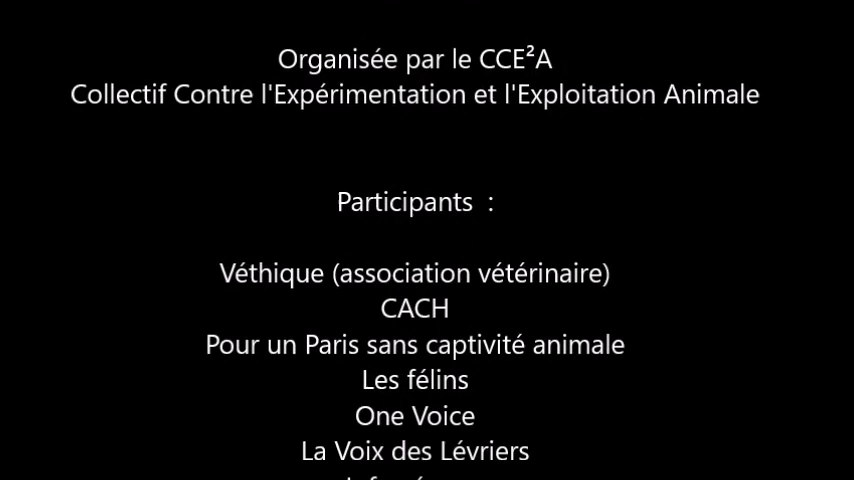 Organisée par le CCE²A
Collectif Contre l'Expérimentation et l'Exploitation Animale
Participants :
Véthique (association vétérinaire)
CACH
Pour un Paris sans captivité animale
Les félins
One Voice
La Voix des Lévriers